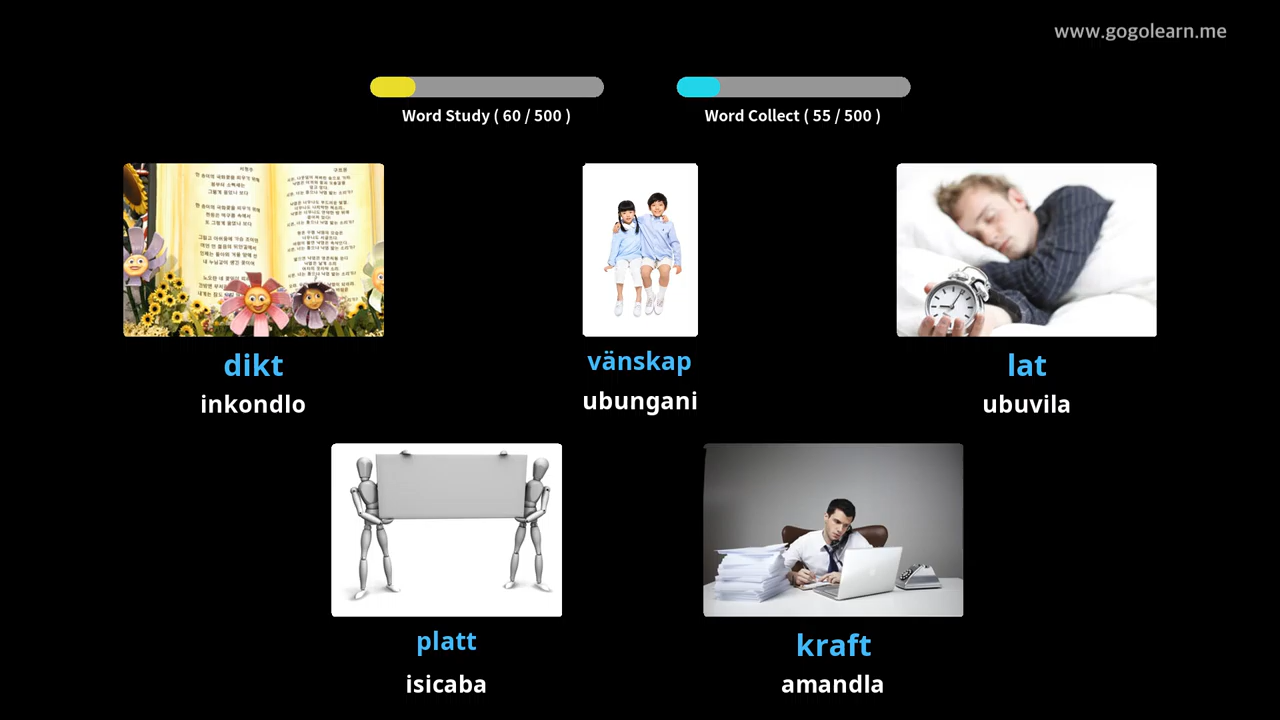 www.gogolearn.me
Word Study ( 60 / 500 )
Word Collect ( 55 / 500 )
dikt
inkondlo
vänskap
ubungani
lat
ubuvila
platt
isicaba
kraft
amandla